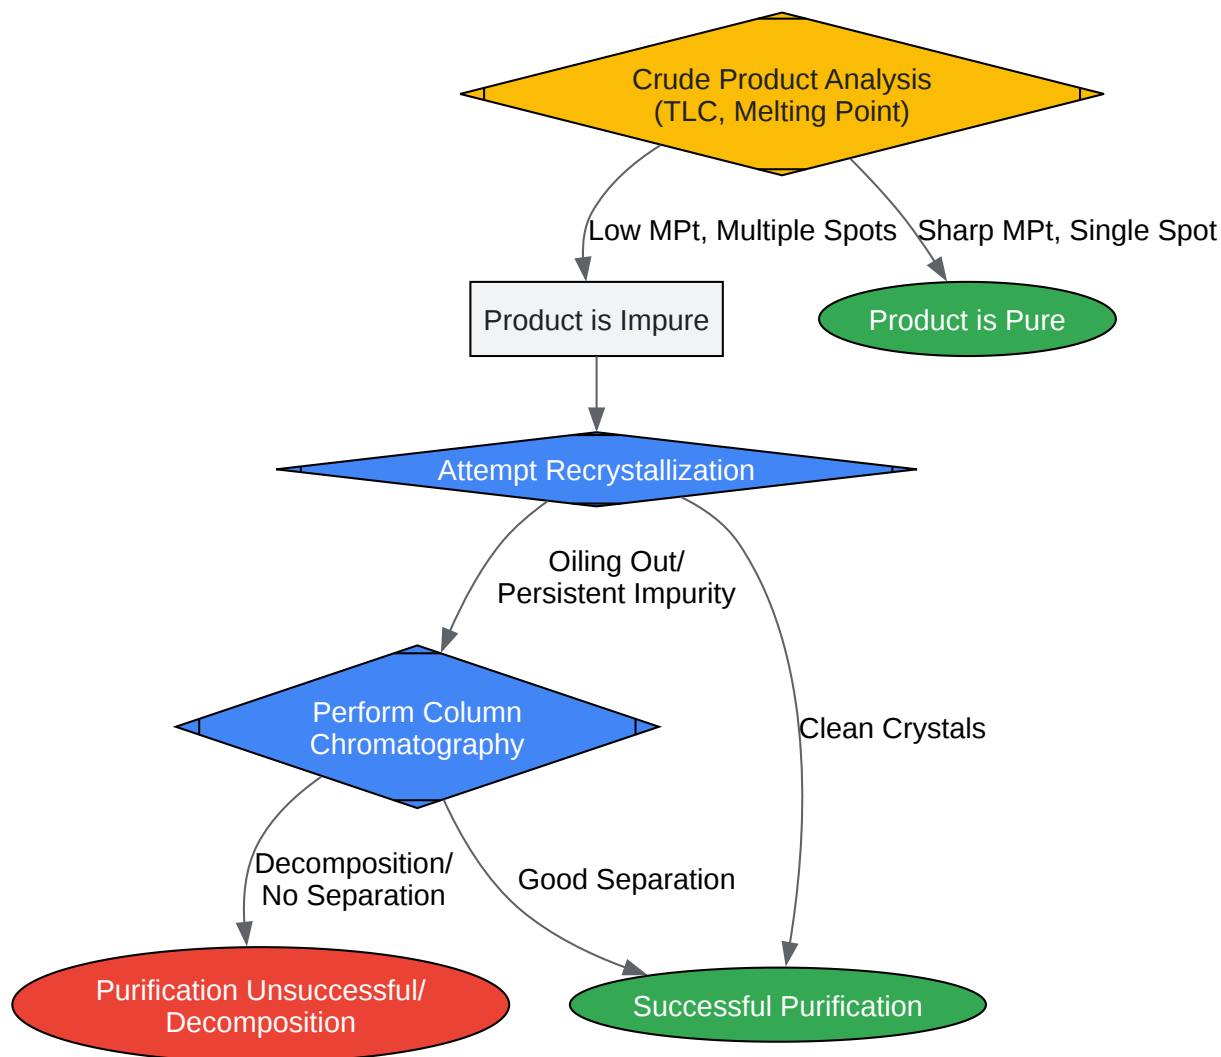 Crude Product Analysis
(TLC, Melting Point)
Low MPt, Multiple Spots
Sharp MPt, Single Spot
Product is Impure
Product is Pure
Attempt Recrystallization
Oiling Out/
Persistent Impurity
Perform Column
Chromatography
Clean Crystals
Decomposition/
No Separation
Good Separation
Purification Unsuccessful/
Decomposition
Successful Purification